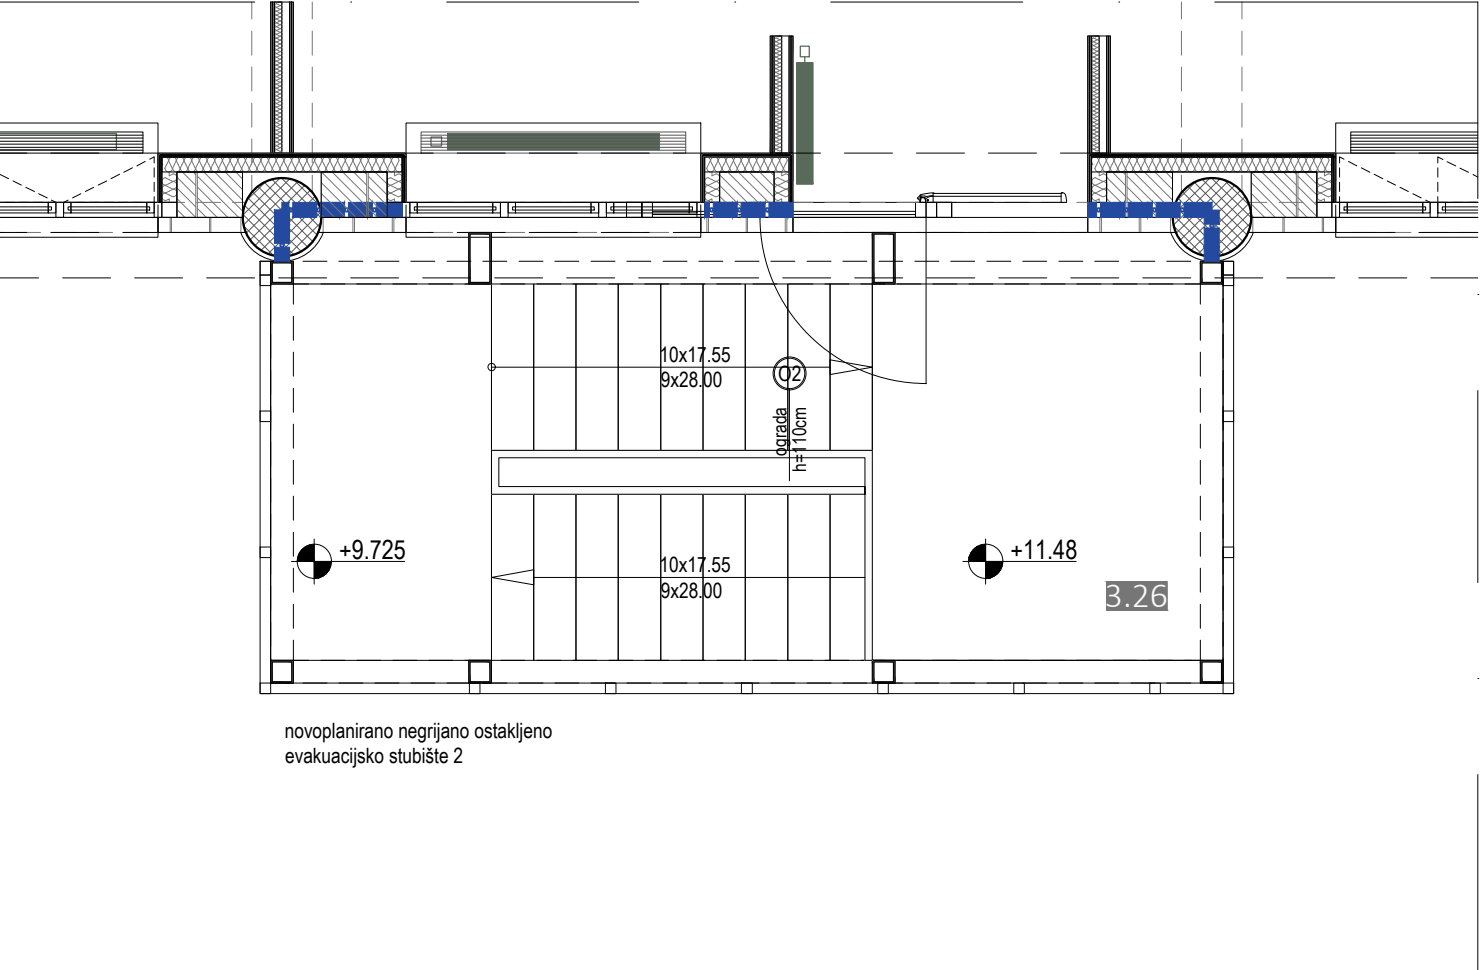 10x17.55
9x28.00
O2
ograda
h=110cm
+9.725
10x17.55
9x28.00
+11.48
3.26
novoplanirano negrijano ostakljeno
evakuacijsko stubište 2